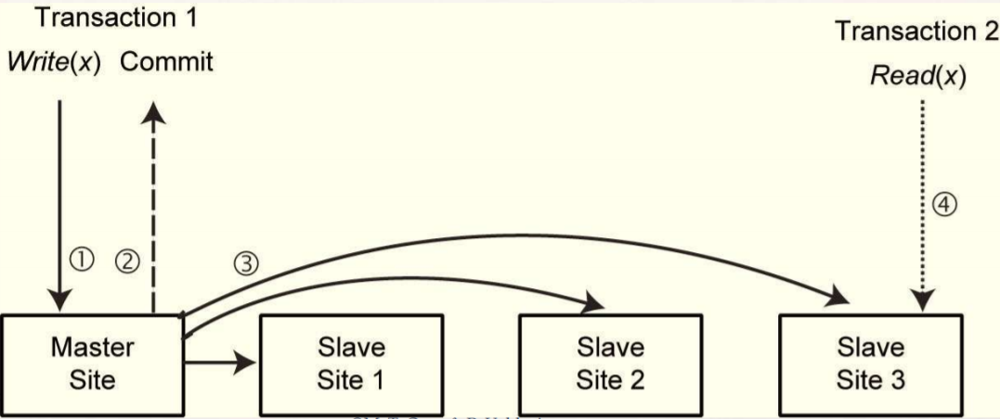 Transaction 1
Write(x) Commit
Transaction 2
Read(x)
①
②
③
④
Master
Site
Slave
Site 1
Slave
Site 2
Slave
Site 3